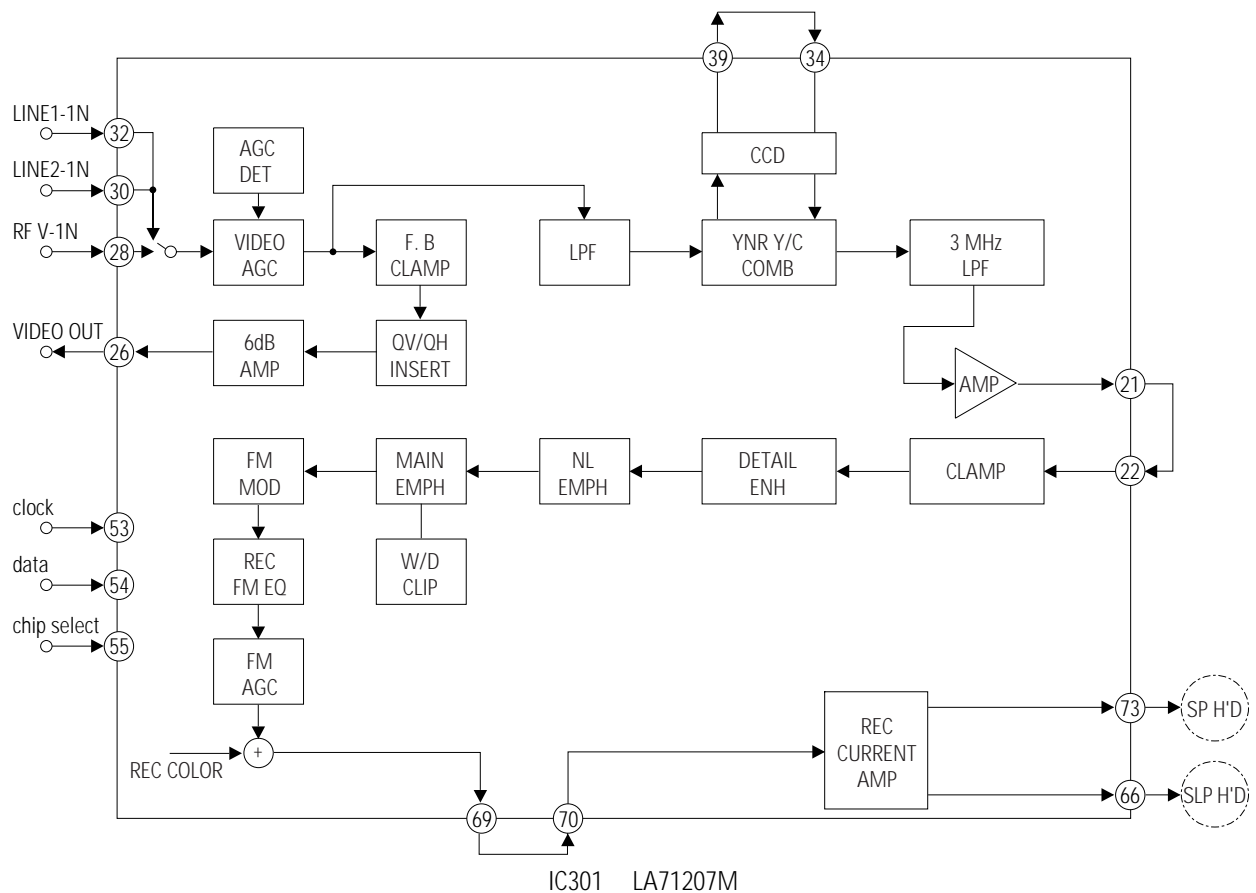 39
34
LINE1-1N
32
LINE2-1N
30
RF V-1N
28
AGC
DET
CCD
VIDEO
AGC
F. B
CLAMP
LPF
YNR Y/C
COMB
3 MHz
LPF
VIDEO OUT
26
6dB
AMP
QV/QH
INSERT
AMP
21
FM
MOD
MAIN
EMPH
NL
EMPH
DETAIL
ENH
CLAMP
22
clock
53
data
54
chip select
55
REC
FM EQ
W/D
CLIP
FM
AGC
REC COLOR
+
REC
CURRENT
AMP
73
SP H'D
66
SLP H'D
69
70
IC301 LA71207M